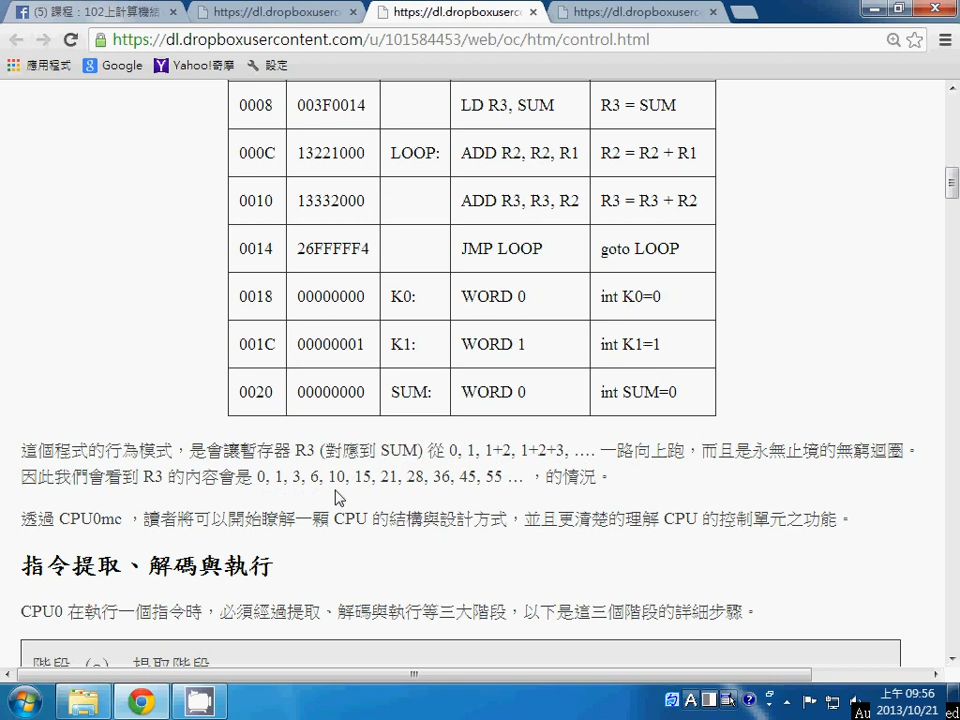 (5) 課程：102上計算機網
https://dl.dropboxuserc
https://dl.dropboxuserc
https://dl.dropboxuserc
https://dl.dropboxusercontent.com/u/101584453/web/oc/htm/control.html
應用程式 Google Yahoo!奇摩 設定
0008 003F0014 LD R3, SUM R3 = SUM
000C 13221000 LOOP: ADD R2, R2, R1 R2 = R2 + R1
0010 13332000 ADD R3, R3, R2 R3 = R3 + R2
0014 26FFFFF4 JMP LOOP goto LOOP
0018 00000000 K0: WORD 0 int K0=0
001C 00000001 K1: WORD 1 int K1=1
0020 00000000 SUM: WORD 0 int SUM=0
這個程式的行為模式，是會讓暫存器 R3 (對應到 SUM) 從 0, 1, 1+2, 1+2+3, …. 一路向上跑，而且是永無止境的無窮迴圈。
因此我們會看到 R3 的內容會是 0, 1, 3, 6, 10, 15, 21, 28, 36, 45, 55 … ，的情況。
透過 CPU0mc ，讀者將可以開始瞭解一顆 CPU 的結構與設計方式，並且更清楚的理解 CPU 的控制單元之功能。
指令提取、解碼與執行
CPU0 在執行一個指令時，必須經過提取、解碼與執行等三大階段，以下是這三個階段的詳細步驟。
階段 (a) 提取階段
上午 09:56
2013/10/21